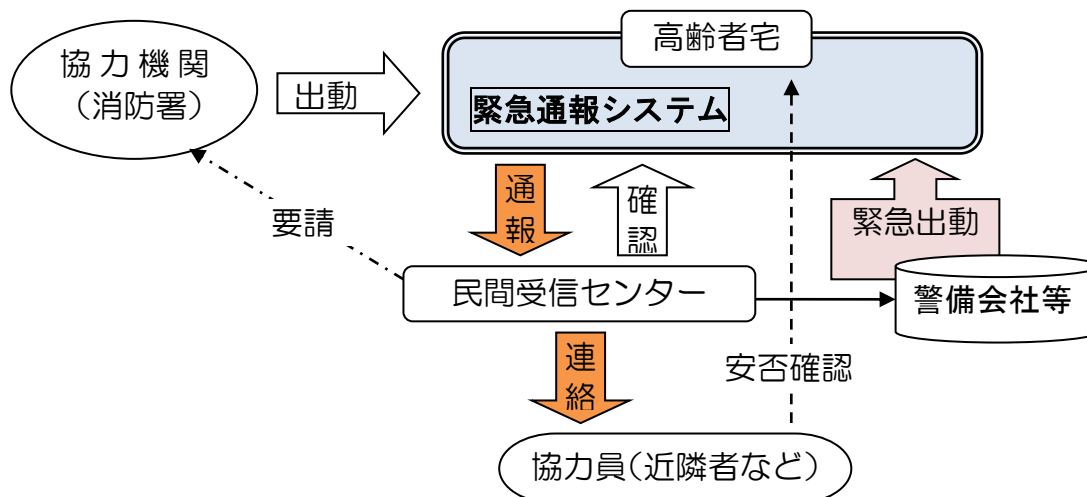 高齢者宅
協力機関
（消防署）
出動
緊急通報システム
通報
確認
緊急出動
要請
民間受信センター
警備会社等
連絡
安否確認
協力員（近隣者など）